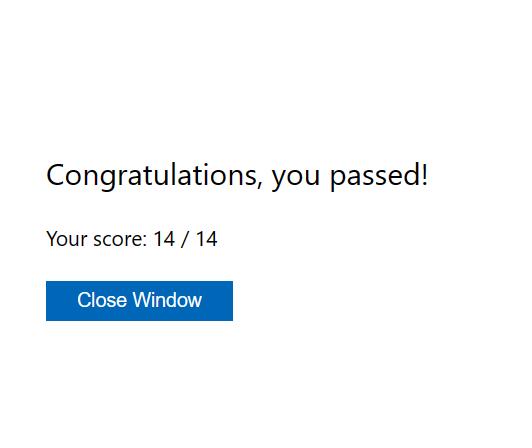 Congratulations, you passed!
Your score: 14 / 14
Close Window